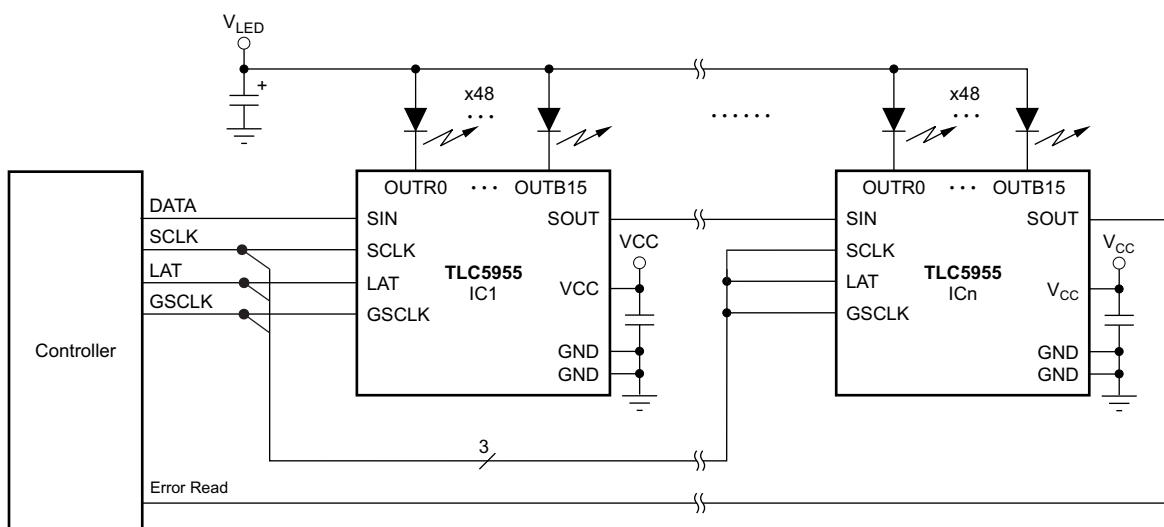 VLED
+
x48
...
x48
...
......
OUTR0 ... OUTB15
OUTR0 ... OUTB15
DATA
SCLK
LAT
GSCLK
Controller
Error Read
SIN
SCLK
LAT
GSCLK
TLC5955
IC1
SOUT
VCC
GND
GND
VCC
3
SIN
SCLK
LAT
GSCLK
TLC5955
ICn
SOUT
VCC
GND
GND
VCC